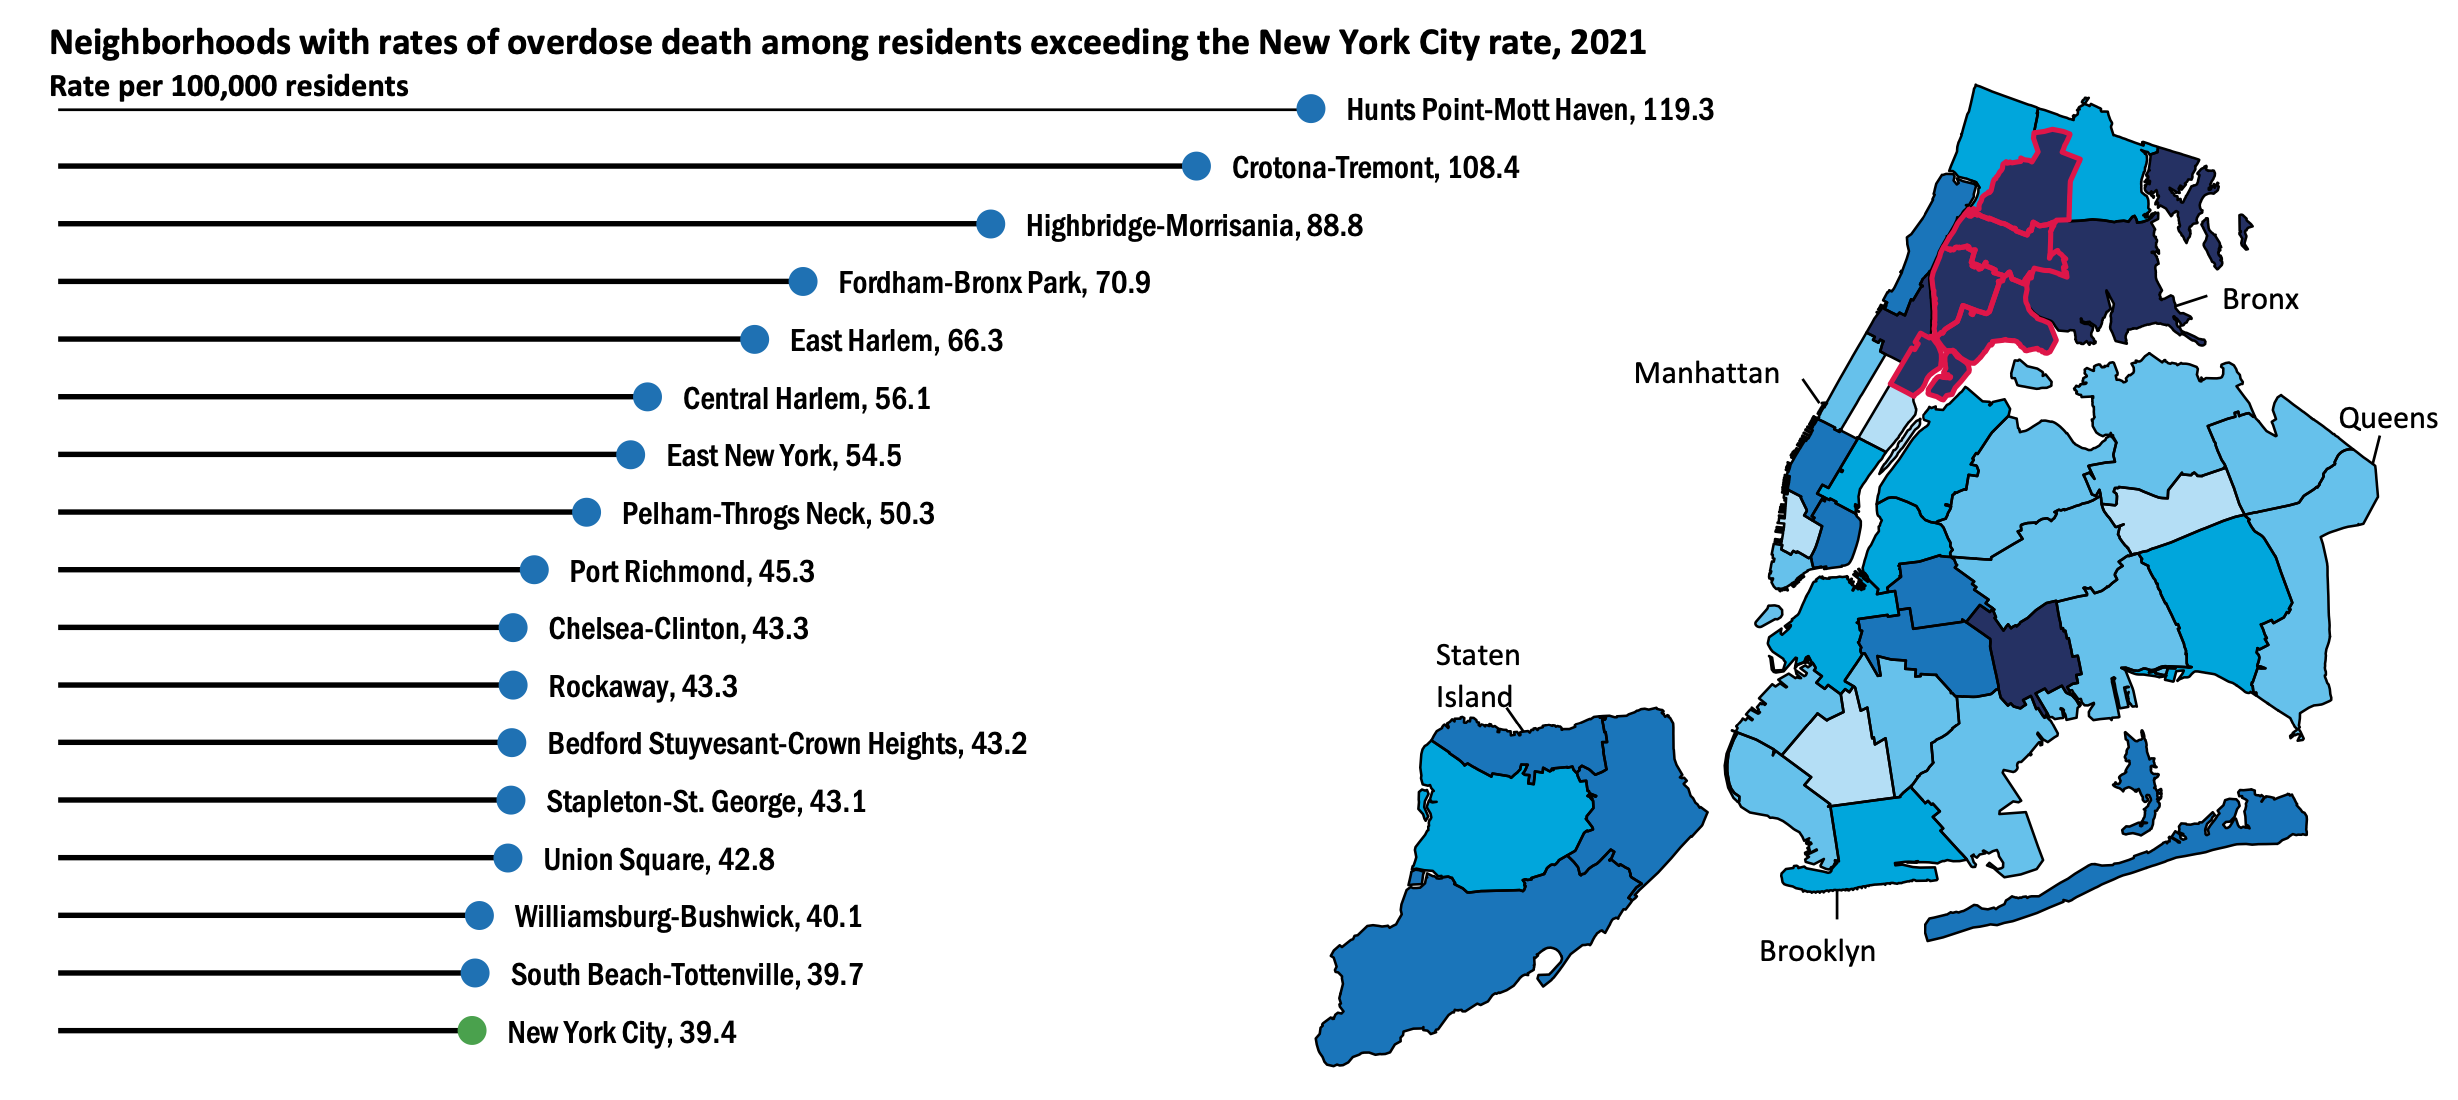 Neighborhoods with rates of overdose death among residents exceeding the New York City rate, 2021
Rate per 100,000 residents
Hunts Point-Mott Haven, 119.3
Crotona-Tremont, 108.4
Highbridge-Morrisania, 88.8
Fordham-Bronx Park, 70.9
East Harlem, 66.3
Central Harlem, 56.1
East New York, 54.5
Pelham-Throgs Neck, 50.3
Port Richmond, 45.3
Chelsea-Clinton, 43.3
Rockaway, 43.3
Bedford Stuyvesant-Crown Heights, 43.2
Stapleton-St. George, 43.1
Union Square, 42.8
Williamsburg-Bushwick, 40.1
South Beach-Tottenville, 39.7
New York City, 39.4
Bronx
Manhattan
Queens
Staten
Island
Brooklyn